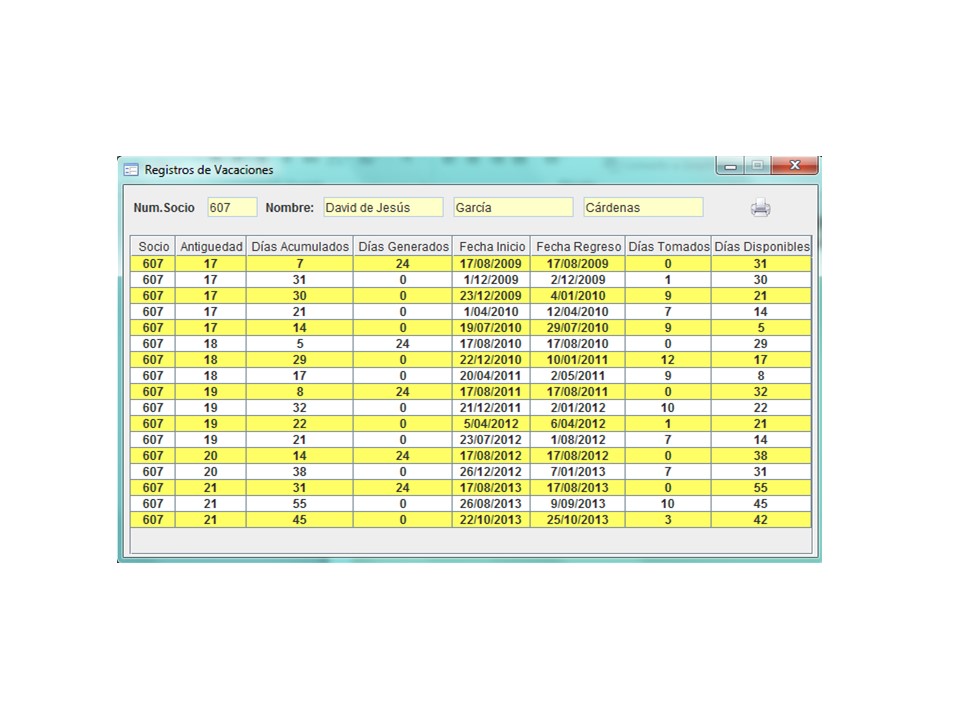 Registros de Vacaciones
Num.Socio 607 Nombre: David de Jesús García Cárdenas
Socio Antiguedad Días Acumulados Días Generados Fecha Inicio Fecha Regreso Días Tomados Días Disponibles
607 17 7 24 17/08/2009 17/08/2009 0 31
607 17 31 0 1/12/2009 2/12/2009 1 30
607 17 30 0 23/12/2009 4/01/2010 9 21
607 17 21 0 1/04/2010 12/04/2010 7 14
607 17 14 0 19/07/2010 29/07/2010 9 5
607 18 5 24 17/08/2010 17/08/2010 0 29
607 18 29 0 22/12/2010 10/01/2011 12 17
607 18 17 0 20/04/2011 2/05/2011 9 8
607 19 8 24 17/08/2011 17/08/2011 0 32
607 19 32 0 21/12/2011 2/01/2012 10 22
607 19 22 0 5/04/2012 6/04/2012 1 21
607 19 21 0 23/07/2012 1/08/2012 7 14
607 20 14 24 17/08/2012 17/08/2012 0 38
607 20 38 0 26/12/2012 7/01/2013 7 31
607 21 31 24 17/08/2013 17/08/2013 0 55
607 21 55 0 26/08/2013 9/09/2013 10 45
607 21 45 0 22/10/2013 25/10/2013 3 42